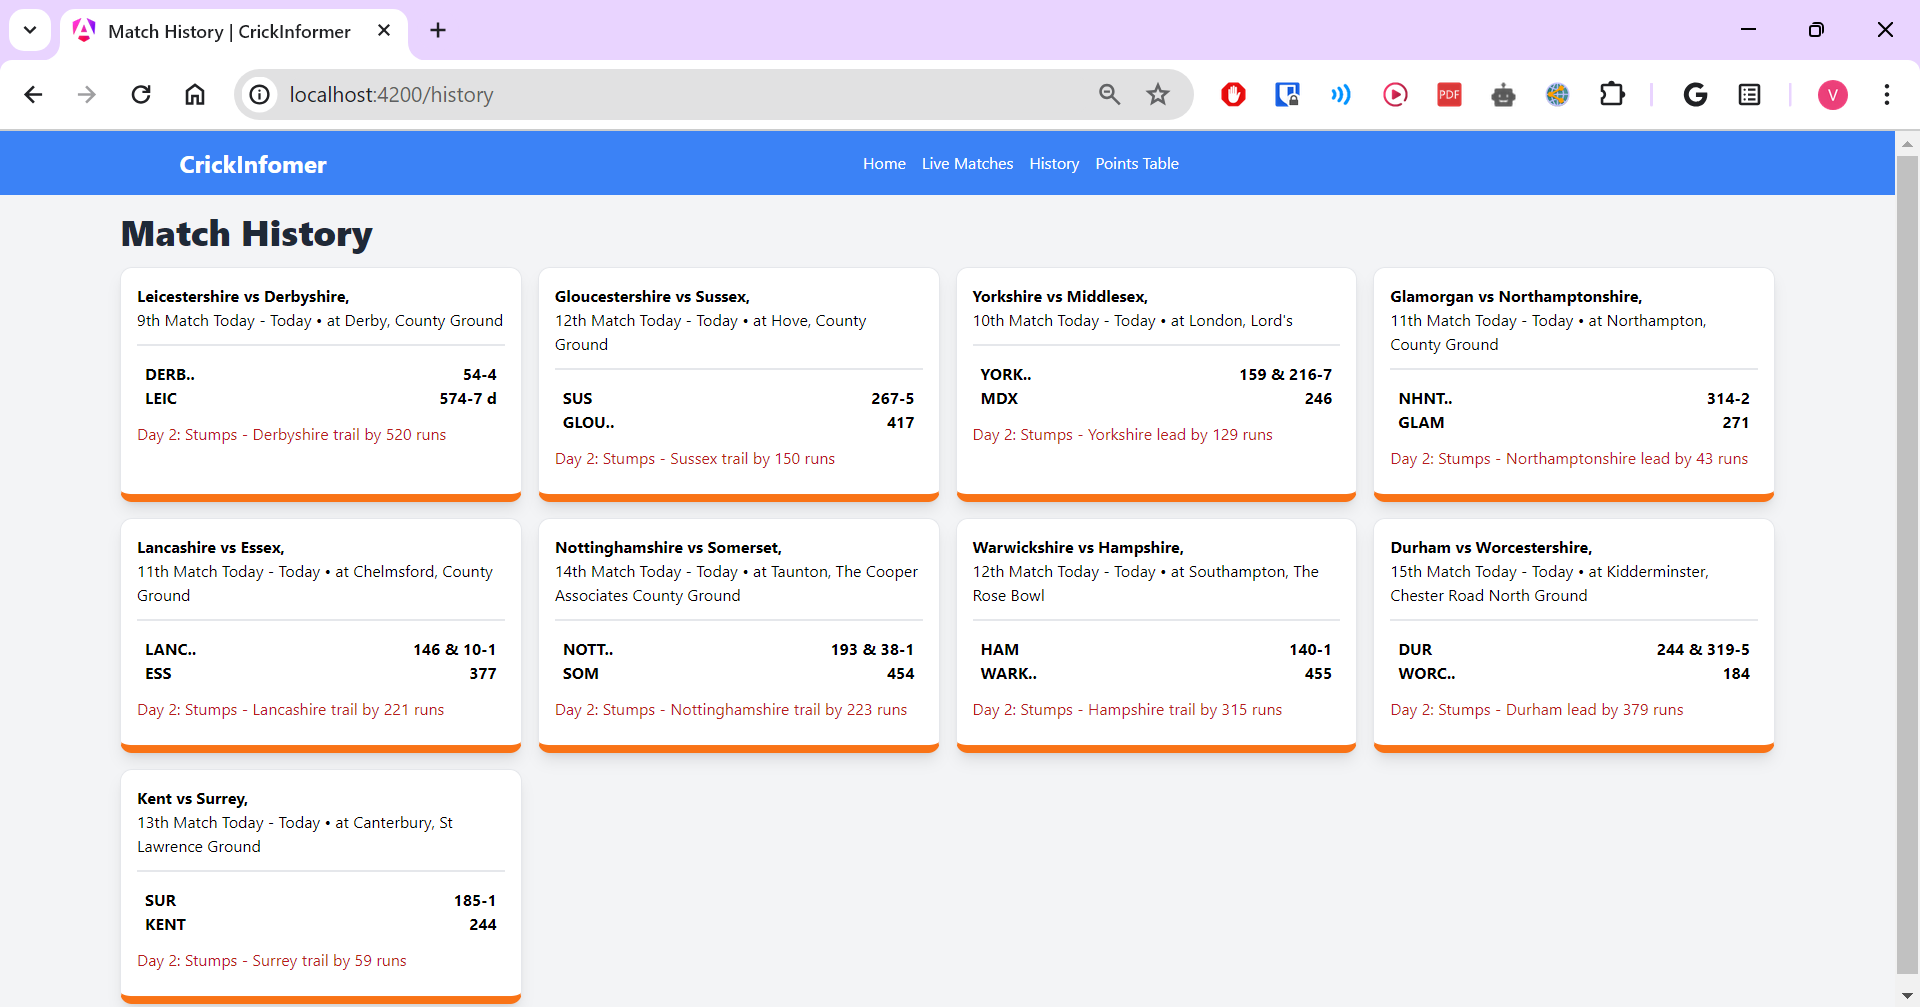 Match History | CrickInformer
localhost:4200/history
PDF
G
V
CrickInfomer
Home Live Matches History Points Table
Match History
Leicestershire vs Derbyshire,
9th Match Today - Today • at Derby, County Ground
DERB.. 54-4
LEIC 574-7 d
Day 2: Stumps - Derbyshire trail by 520 runs
Gloucestershire vs Sussex,
12th Match Today - Today • at Hove, County
Ground
SUS 267-5
GLOU.. 417
Day 2: Stumps - Sussex trail by 150 runs
Yorkshire vs Middlesex,
10th Match Today - Today • at London, Lord's
YORK.. 159 & 216-7
MDX 246
Day 2: Stumps - Yorkshire lead by 129 runs
Glamorgan vs Northamptonshire,
11th Match Today - Today • at Northampton,
County Ground
NHNT.. 314-2
GLAM 271
Day 2: Stumps - Northamptonshire lead by 43 runs
Lancashire vs Essex,
11th Match Today - Today • at Chelmsford, County
Ground
LANC.. 146 & 10-1
ESS 377
Day 2: Stumps - Lancashire trail by 221 runs
Nottinghamshire vs Somerset,
14th Match Today - Today • at Taunton, The Cooper
Associates County Ground
NOTT.. 193 & 38-1
SOM 454
Day 2: Stumps - Nottinghamshire trail by 223 runs
Warwickshire vs Hampshire,
12th Match Today - Today • at Southampton, The
Rose Bowl
HAM 140-1
WARK.. 455
Day 2: Stumps - Hampshire trail by 315 runs
Durham vs Worcestershire,
15th Match Today - Today • at Kidderminster,
Chester Road North Ground
DUR 244 & 319-5
WORC.. 184
Day 2: Stumps - Durham lead by 379 runs
Kent vs Surrey,
13th Match Today - Today • at Canterbury, St
Lawrence Ground
SUR 185-1
KENT 244
Day 2: Stumps - Surrey trail by 59 runs